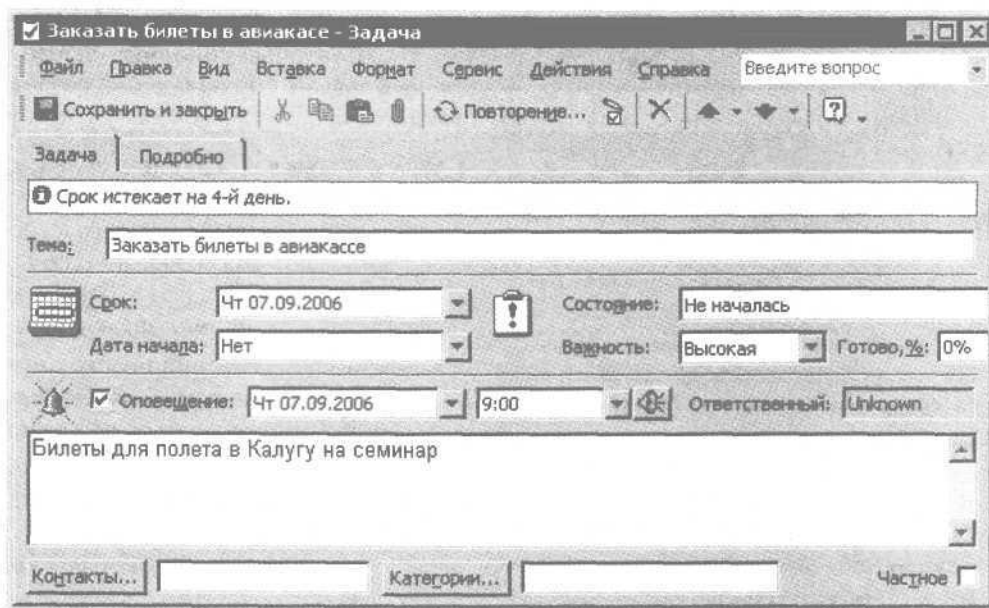 Заказать билеты в авиакасе - Задача
Файл Правка Вид Вставка Формат Сервис Действия Справка Введите вопрос
Сохранить и закрыть Повторение...
Задача Подробно
Срок истекает на 4-й день.
Тема: Заказать билеты в авиакассе
Срок: Чт 07.09.2006 Состояние: Не началась
Дата начала: Нет Важность: Высокая Готово,%: 0%
Оповещение: Чт 07.09.2006 9:00 Ответственный: Unknown
Билеты для полета в Калугу на семинар
Контакты... Категории... Частное